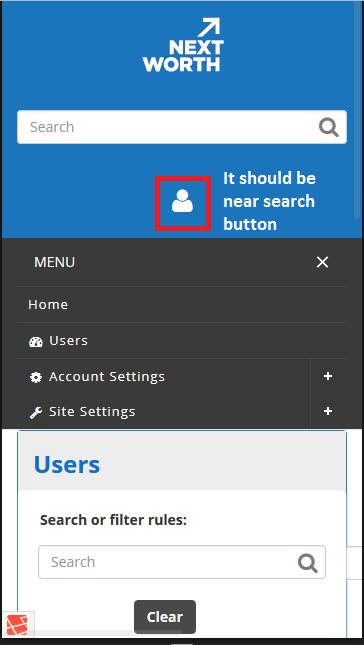 NEXT
WORTH
Search
It should be
near search
button
MENU
Home
Users
Account Settings
Site Settings
Users
Search or filter rules:
Search
Clear